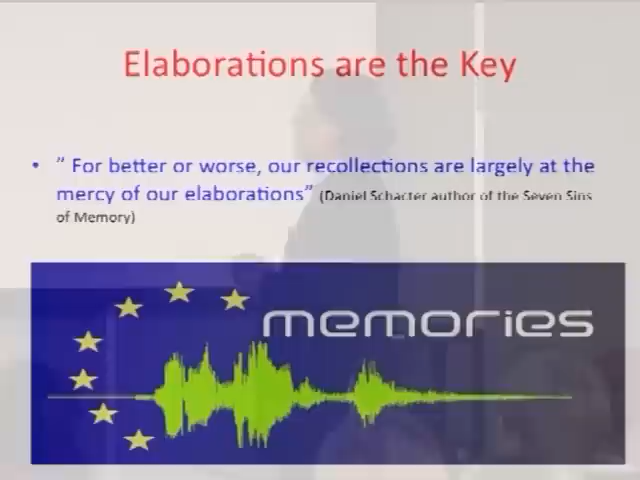 Elaborations are the Key
• " For better or worse, our recollections are largely at the
mercy of our elaborations" (Daniel Schacter author of the Seven Sins
of Memory)
memories